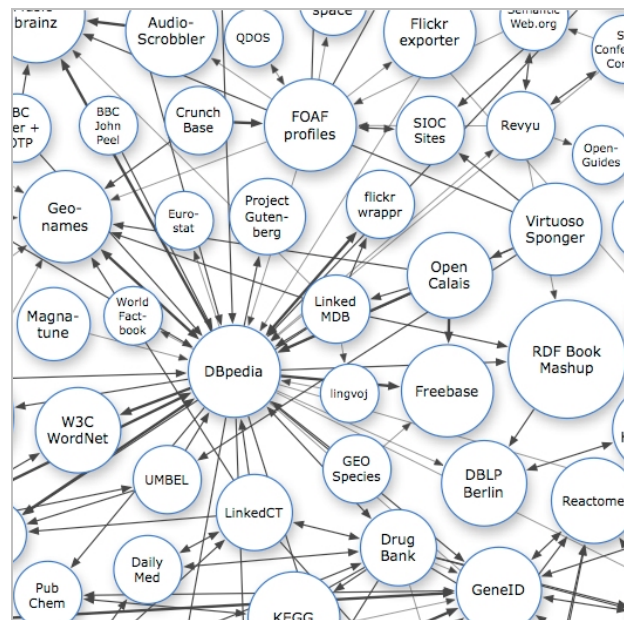 brainz
Audio-
Scrobbler
QDOS
space
Flickr
exporter
Semantic
Web.org
BBC
John
Peel
Crunch
Base
FOAF
profiles
SIOC
Sites
Revyu
Open-
Guides
Geo-
names
Euro-
stat
Project
Guten-
berg
flickr
wrappr
Virtuoso
Sponger
Open
Calais
Magna-
tune
World
Fact-
book
Linked
MDB
DBpedia
lingvoj
Freebase
RDF Book
Mashup
W3C
WordNet
UMBEL
GEO
Species
DBLP
Berlin
Reactome
LinkedCT
Drug
Bank
Daily
Med
Pub
Chem
KEGG
GeneID